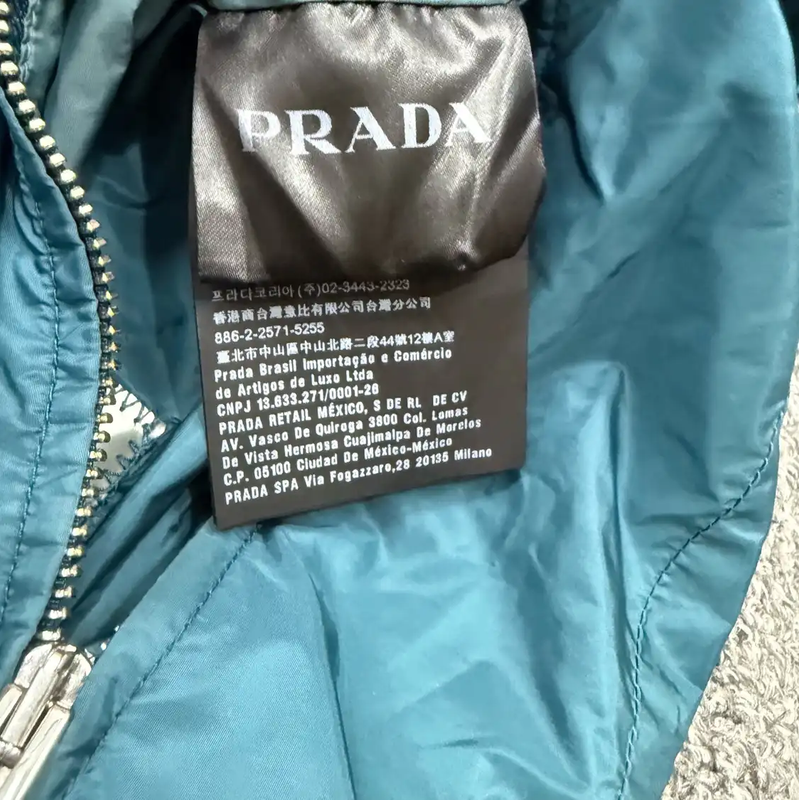 PRADA
프라다코리아 (주)02-3443-2323
香港商台灣普比有限公司台灣分公司
886-2-2571-5255
臺北市中山區中山北路二段44號12樓A室
Prada Brasil Importação e Comércio
de Artigos de Luxo Ltda
CNPJ 13.633.271/0001-26
PRADA RETAIL MÉXICO, S DE RL DE CV
AV. Vasco De Quiroga 3800 Col. Lomas
De Vista Hermosa Cuajimalpa De Morelos
C.P. 05100 Ciudad De México-México
PRADA SPA Via Fogazzaro,28 20135 Milano